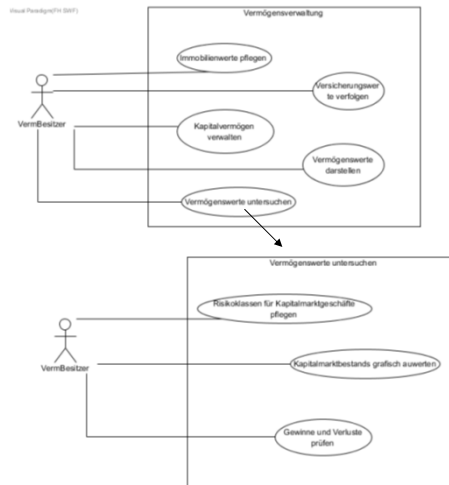 Visual Paradigm(FH SWF)
Vermögensverwaltung
Immobilienwerte pflegen
Versicherungswer
te verfolgen
VermBesitzer
Kapitalvermögen
verwalten
Vermögenswerte
darstellen
Vermögenswerte untersuchen
Vermögenswerte untersuchen
Risikoklassen für Kapitalmarktgeschäfte
pflegen
VermBesitzer
Kapitalmarktbestands grafisch auwerten
Gewinne und Verluste
prüfen